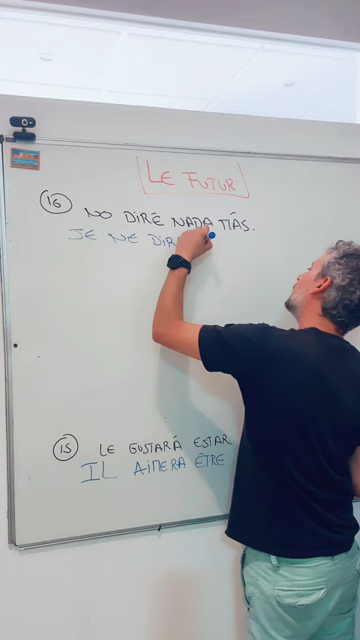 LE FUTUR
16 NO DIRÉ NADA MÁS.
JE NE DIR
15 LE GUSTARÁ ESTAR
IL AIMERA ÊTRE